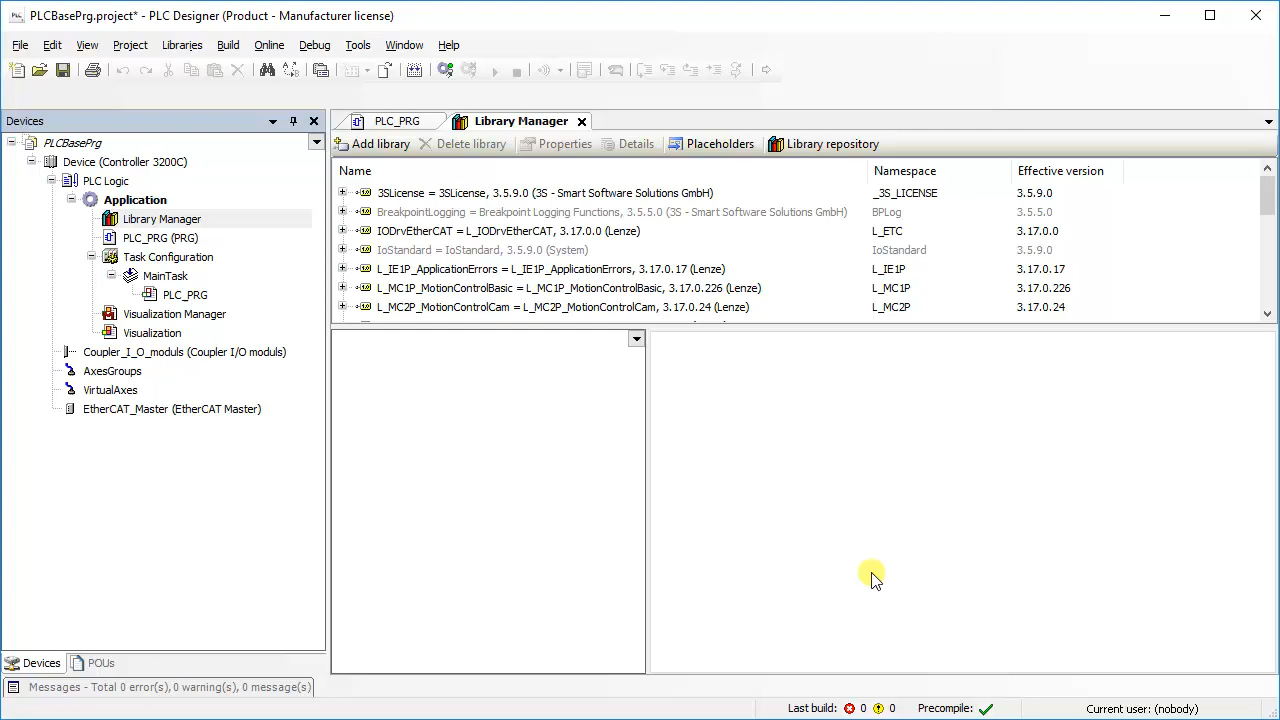 PLCBasePrg.project* - PLC Designer (Product - Manufacturer license)
File Edit View Project Libraries Build Online Debug Tools Window Help
Devices
PLCBasePrg
Device (Controller 3200C)
PLC Logic
Application
Library Manager
PLC_PRG (PRG)
Task Configuration
MainTask
PLC_PRG
Visualization Manager
Visualization
Coupler_I_O_moduls (Coupler I/O moduls)
AxesGroups
VirtualAxes
EtherCAT_Master (EtherCAT Master)
Devices POUs
PLC_PRG Library Manager
Add library Delete library Properties Details Placeholders Library repository
Name Namespace Effective version
3SLicense = 3SLicense, 3.5.9.0 (3S - Smart Software Solutions GmbH) _3S_LICENSE 3.5.9.0
BreakpointLogging = Breakpoint Logging Functions, 3.5.5.0 (3S - Smart Software Solutions GmbH) BPLog 3.5.5.0
IODrvEtherCAT = L_IODrvEtherCAT, 3.17.0.0 (Lenze) L_ETC 3.17.0.0
IoStandard = IoStandard, 3.5.9.0 (System) IoStandard 3.5.9.0
L_IE1P_ApplicationErrors = L_IE1P_ApplicationErrors, 3.17.0.17 (Lenze) L_IE1P 3.17.0.17
L_MC1P_MotionControlBasic = L_MC1P_MotionControlBasic, 3.17.0.226 (Lenze) L_MC1P 3.17.0.226
L_MC2P_MotionControlCam = L_MC2P_MotionControlCam, 3.17.0.24 (Lenze) L_MC2P 3.17.0.24
Messages - Total 0 error(s), 0 warning(s), 0 message(s)
Last build: 0 0 Precompile: Current user: (nobody)